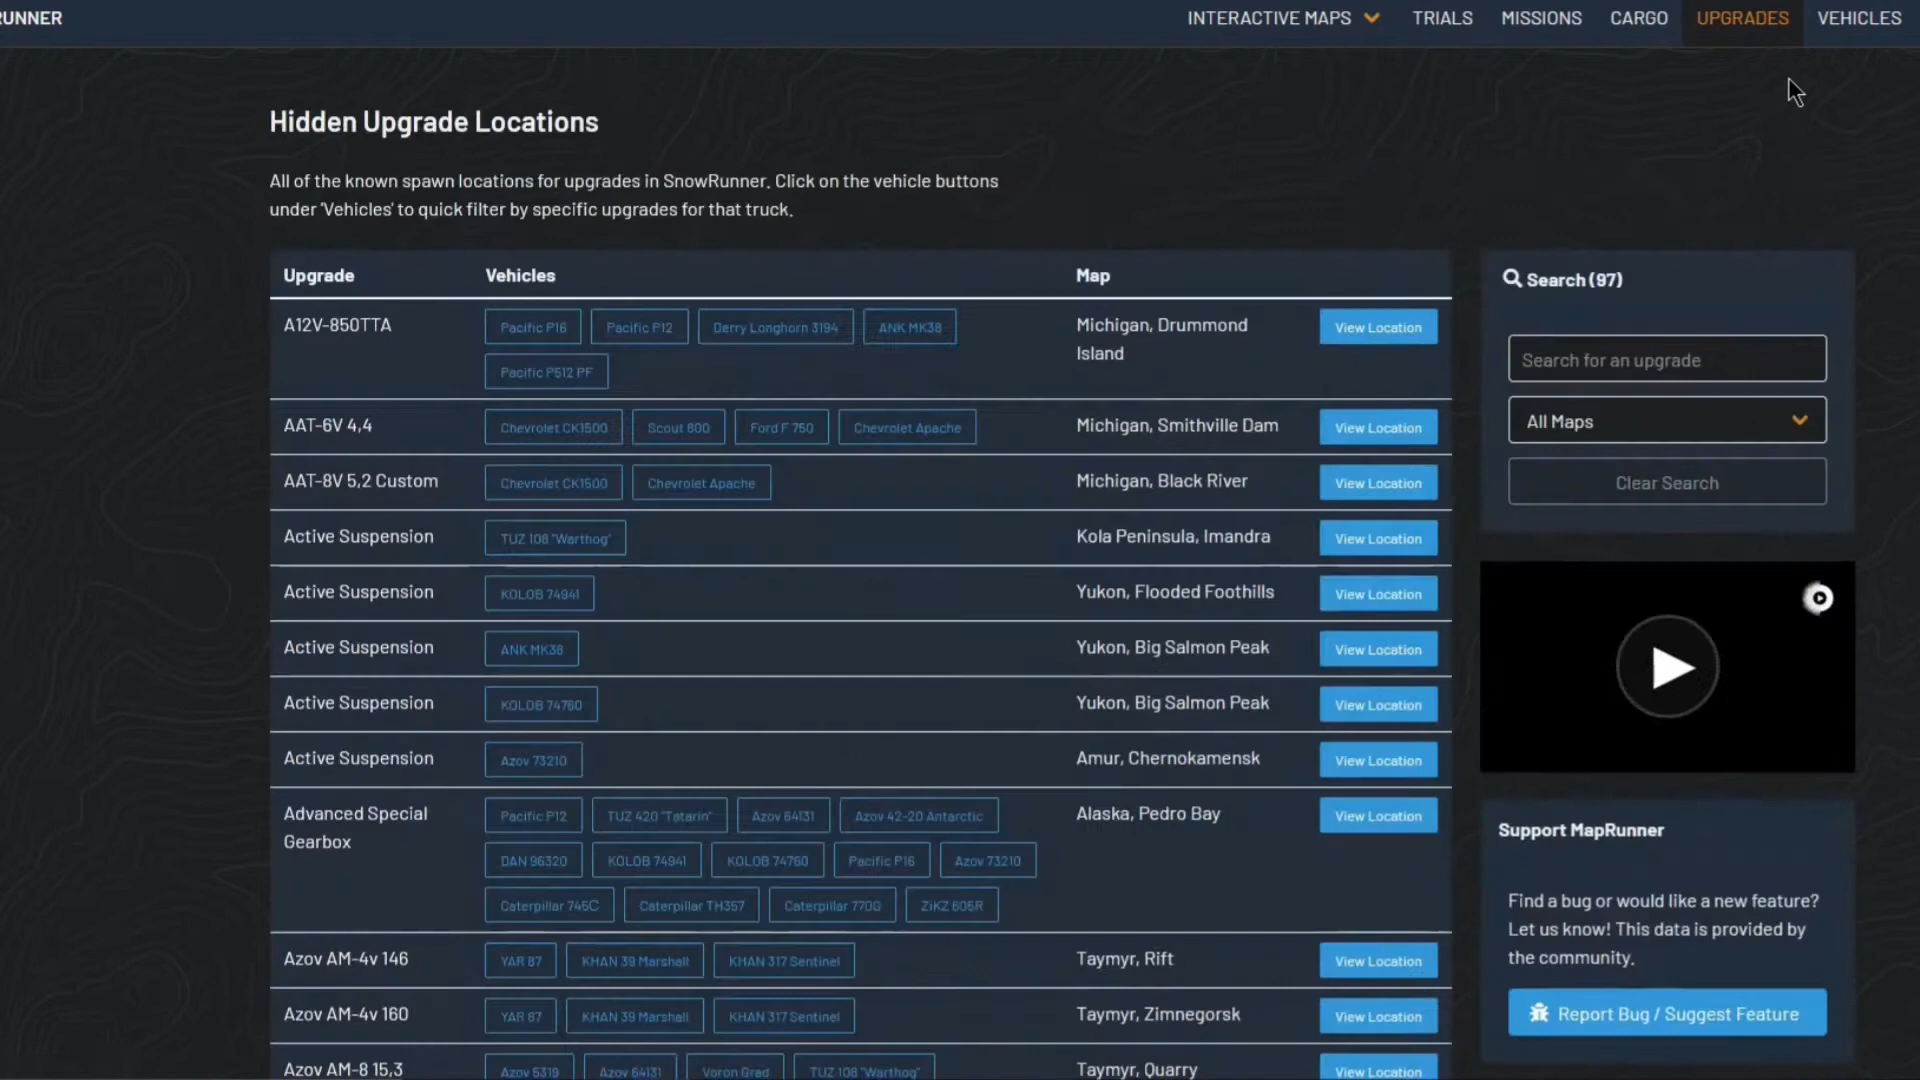 RUNNER INTERACTIVE MAPS TRIALS MISSIONS CARGO UPGRADES VEHICLES
Hidden Upgrade Locations
All of the known spawn locations for upgrades in SnowRunner. Click on the vehicle buttons
under 'Vehicles' to quick filter by specific upgrades for that truck.
Upgrade Vehicles Map
A12V-850TTA Pacific P16 Pacific P12 Derry Longhorn 3194 ANK MK38 Michigan, Drummond View Location
Island
Pacific P512 PF
AAT-6V 4,4 Chevrolet CK1500 Scout 800 Ford F 750 Chevrolet Apache Michigan, Smithville Dam View Location
AAT-8V 5,2 Custom Chevrolet CK1500 Chevrolet Apache Michigan, Black River View Location
Active Suspension TUZ 108 "Warthog" Kola Peninsula, Imandra View Location
Active Suspension KOLOB 74941 Yukon, Flooded Foothills View Location
Active Suspension ANK MK38 Yukon, Big Salmon Peak View Location
Active Suspension KOLOB 74760 Yukon, Big Salmon Peak View Location
Active Suspension Azov 73210 Amur, Chernokamensk View Location
Advanced Special Pacific P12 TUZ 420 "Tatarin" Azov 64131 Azov 42-20 Antarctic Alaska, Pedro Bay View Location
Gearbox
DAN 96320 KOLOB 74941 KOLOB 74760 Pacific P16 Azov 73210
Caterpillar 745C Caterpillar TH357 Caterpillar 770G ZiKZ 605R
Azov AM-4v 146 YAR 87 KHAN 39 Marshall KHAN 317 Sentinel Taymyr, Rift View Location
Azov AM-4v 160 YAR 87 KHAN 39 Marshall KHAN 317 Sentinel Taymyr, Zimnegorsk View Location
Azov AM-8 15,3 Azov 5319 Azov 64131 Voron Grad TUZ 108 "Warthog" Taymyr, Quarry View Location
Search (97)
Search for an upgrade
All Maps
Clear Search
Support MapRunner
Find a bug or would like a new feature?
Let us know! This data is provided by
the community.
Report Bug / Suggest Feature